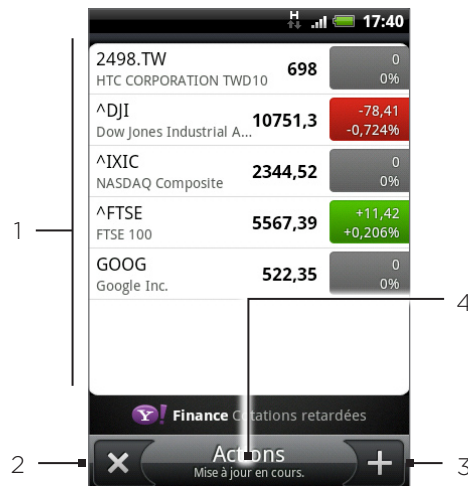 H 17:40
2498.TW
HTC CORPORATION TWD10
698
0
0%
^DJI
Dow Jones Industrial A...
10751,3
-78,41
-0,724%
^IXIC
NASDAQ Composite
2344,52
0
0%
^FTSE
FTSE 100
5567,39
+11,42
+0,206%
GOOG
Google Inc.
522,35
0
0%
Y! Finance Cotations retardées
Actions
Mise à jour en cours.
1
2
3
4